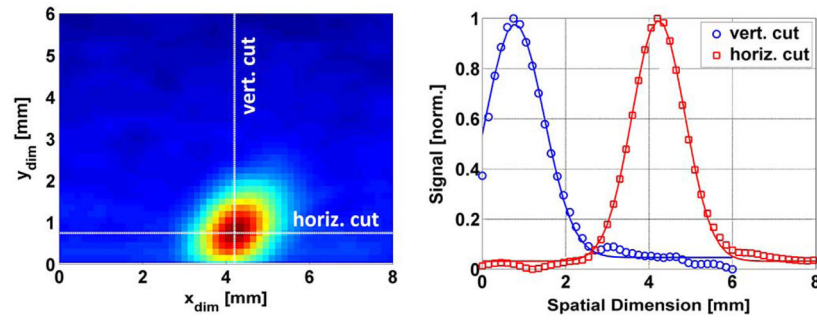 6
5
4
3
2
1
0
0 2 4 6 8
y_dim [mm]
x_dim [mm]
vert. cut
horiz. cut
1
0.8
0.6
0.4
0.2
0
0 2 4 6 8
Signal [norm.]
Spatial Dimension [mm]
vert. cut
horiz. cut